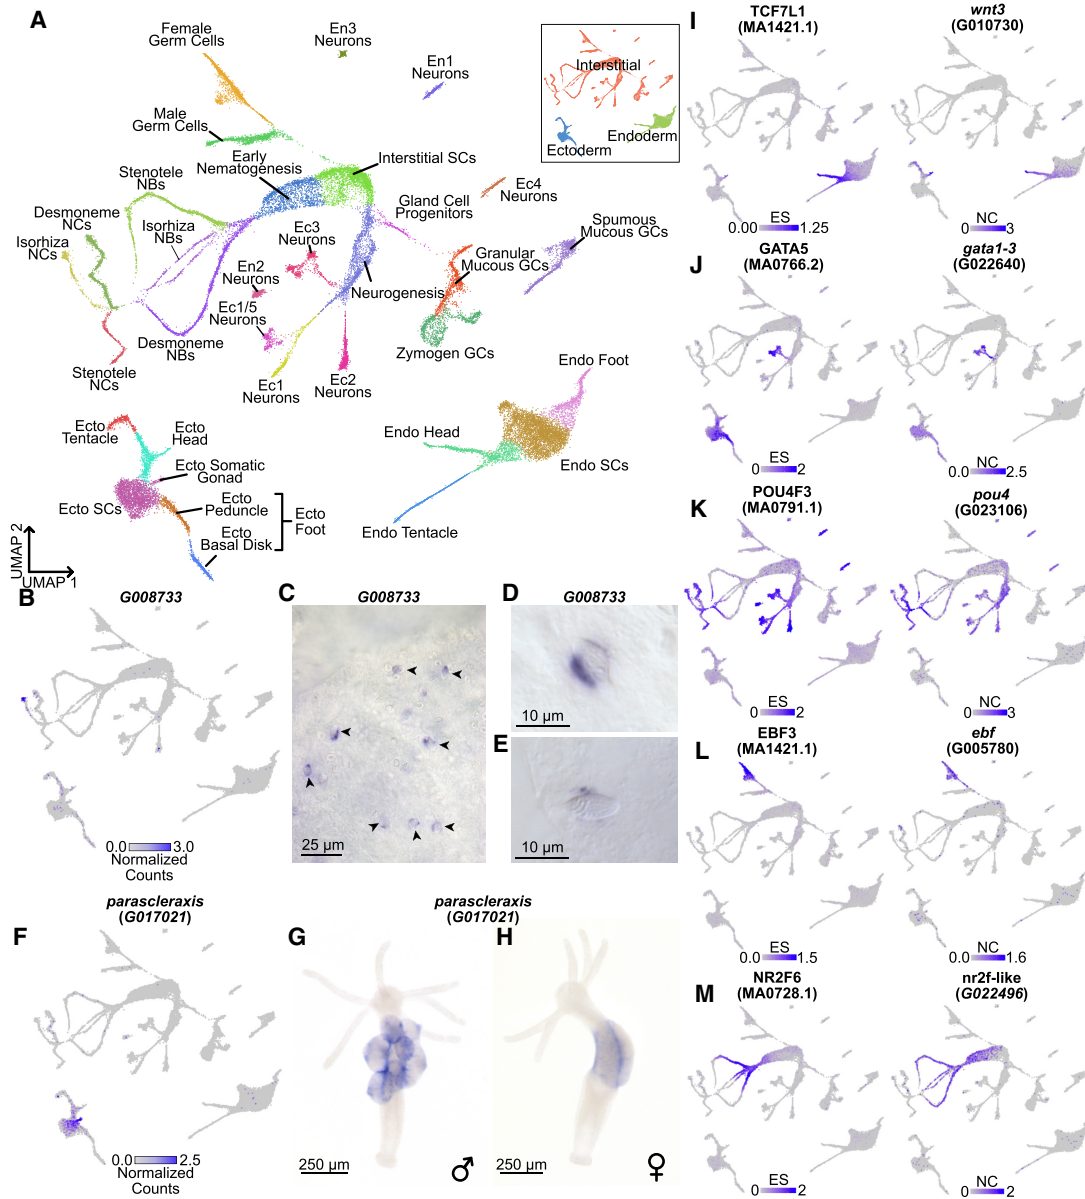 A
Female
Germ Cells
En3
Neurons
En1
Neurons
Interstitial
Endoderm
Ectoderm
Male
Germ Cells
Early
Nematogenesis
Interstitial SCs
Stenotele
NBs
Gland Cell
Progenitors
Ec4
Neurons
Desmoneme
NCs
Isorhiza
NBs
Ec3
Neurons
Spumous
Mucous GCs
Isorhiza
NCs
Granular
Mucous GCs
En2
Neurons
Neurogenesis
Ec1/5
Neurons
Desmoneme
NBs
Zymogen GCs
Stenotele
NCs
Ec1
Neurons
Ec2
Neurons
Endo Foot
Ecto
Tentacle
Ecto
Head
Endo Head
Ecto Somatic
Gonad
Endo SCs
Ecto SCs
Ecto
Peduncle
Ecto
Foot
Ecto
Basal Disk
Endo Tentacle
UMAP 2
UMAP 1
B
G008733
0.0 3.0
Normalized
Counts
C
G008733
25 µm
D
G008733
10 µm
E
10 µm
F
parascleraxis
(G017021)
0.0 2.5
Normalized
Counts
parascleraxis
(G017021)
G
250 µm
♂
H
250 µm
♀
I
TCF7L1
(MA1421.1)
wnt3
(G010730)
ES
0.00 1.25
NC
0 3
J
GATA5
(MA0766.2)
gata1-3
(G022640)
ES
0 2
NC
0.0 2.5
K
POU4F3
(MA0791.1)
pou4
(G023106)
ES
0 2
NC
0 3
L
EBF3
(MA1421.1)
ebf
(G005780)
ES
0.0 1.5
NC
0.0 1.6
M
NR2F6
(MA0728.1)
nr2f-like
(G022496)
ES
0 2
NC
0 2